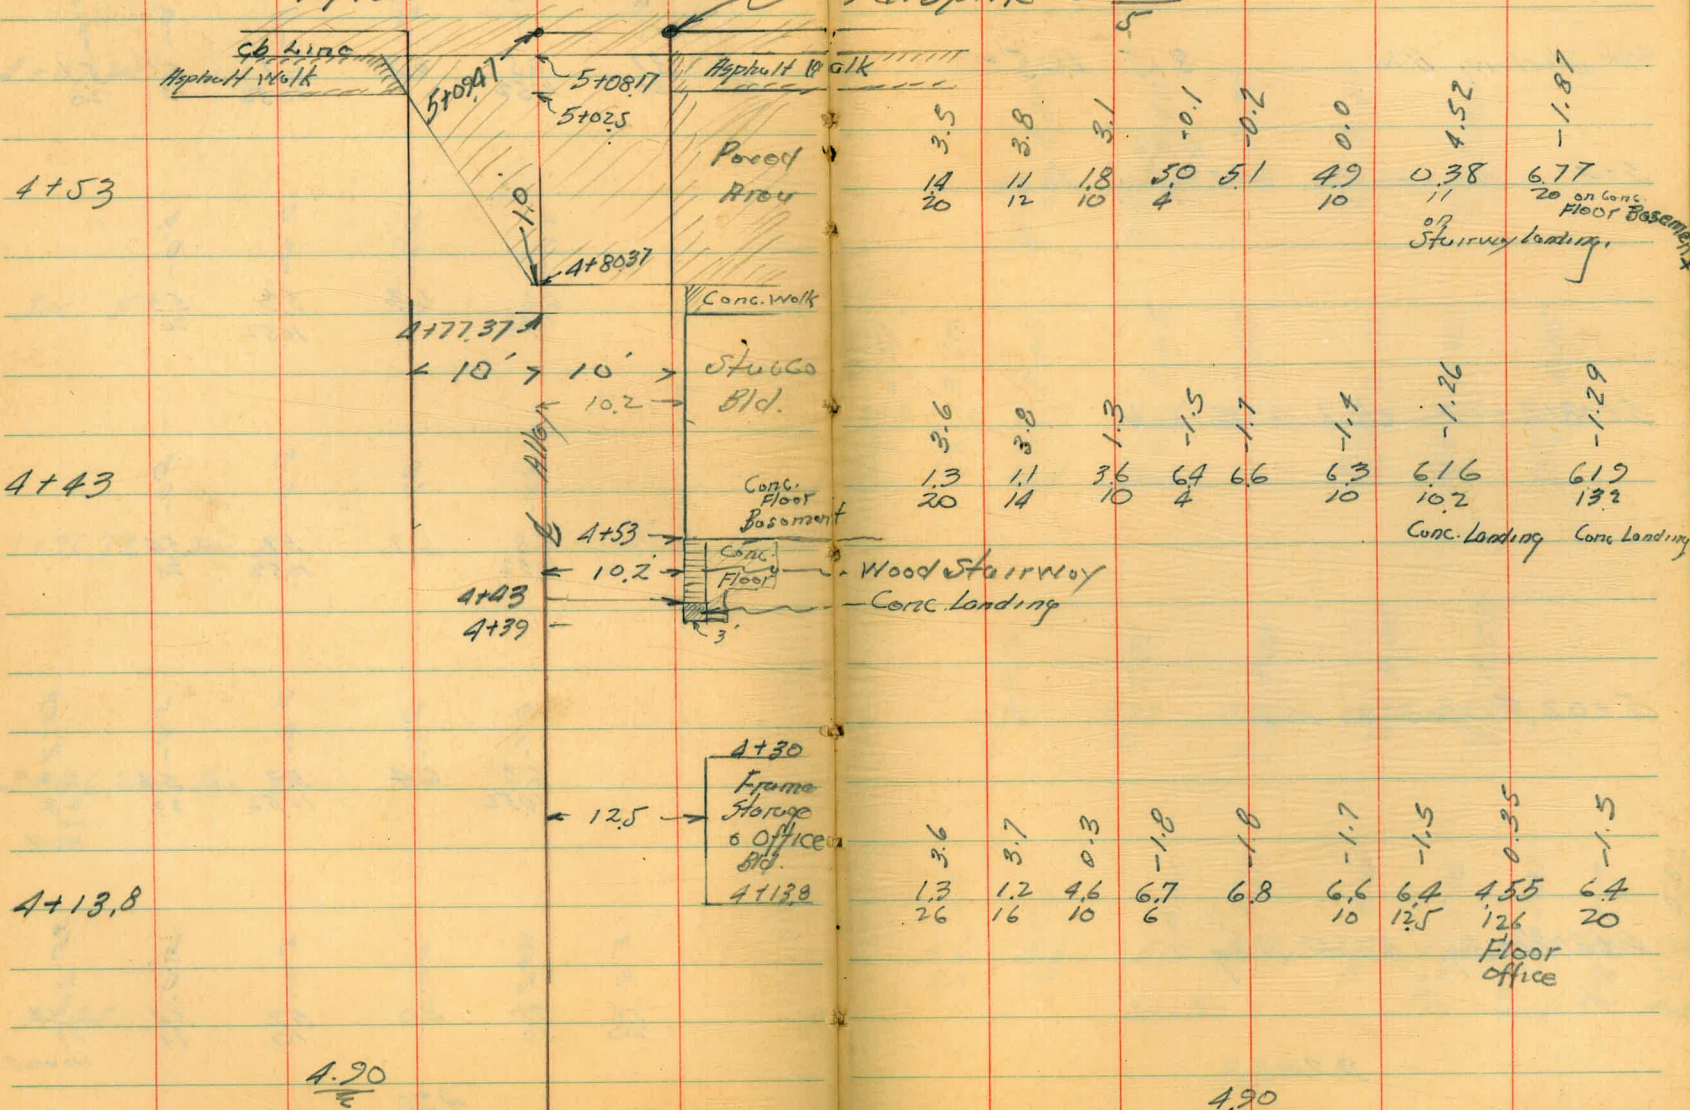 cb Line
Asphalt Walk
5+09.47
5+08.17
5+02.5
Asphalt Walk
Paved
Area
4+53
-1.0
4+80.37
Conc. Walk
4+77.37
10' 10'
10.2
Stucco
Bld.
Alley
Conc.
Floor
Basement
4+43
4+53
Conc.
Floor
10.2
Wood Stairway
4+43
Conc. Landing
4+39
3'
4+30
Frame
Storage
& Office
Bld.
4+13.8
12.5
4+13.8
4.90
3.5 3.8 3.1 -0.1 -0.2 0.0 4.52 -1.87
1.4 1.1 1.8 5.0 5.1 4.9 0.38 6.77
20 12 10 4 10 11 20 on Conc.
Floor Basement
on
Stairway landing.
3.6 3.8 1.3 -1.5 -1.7 -1.4 -1.26 -1.29
1.3 1.1 3.6 6.4 6.6 6.3 6.16 6.19
20 14 10 4 10 10.2 13.2
Conc. Landing Conc Landing
3.6 3.7 0.3 -1.8 -1.8 -1.7 -1.5 0.35 -1.5
1.3 1.2 4.6 6.7 6.8 6.6 6.4 4.55 6.4
26 16 10 6 10 12.5 12.6 20
Floor
Office
4.90